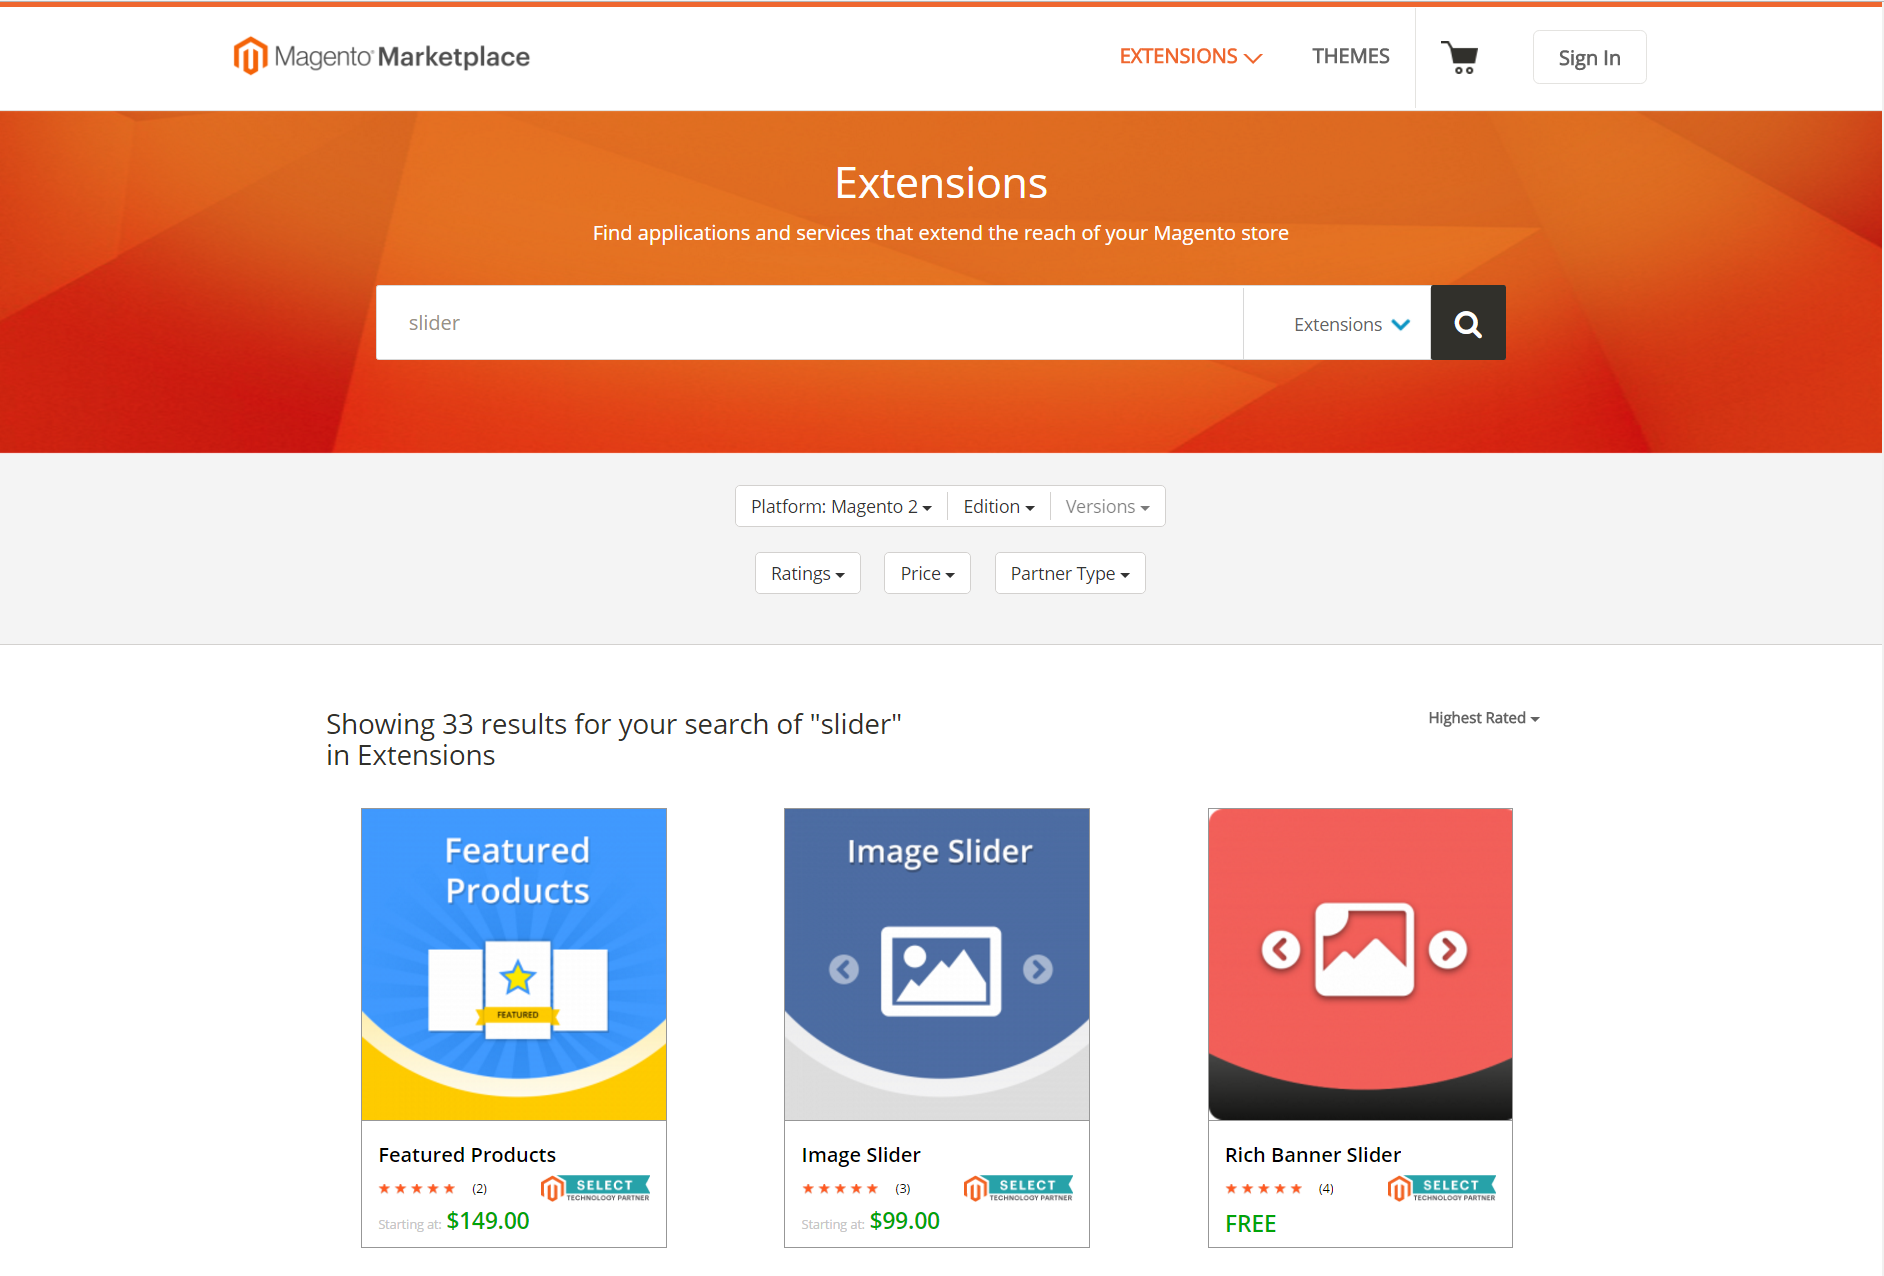 Magento® Marketplace
EXTENSIONS
THEMES
Sign In
Extensions
Find applications and services that extend the reach of your Magento store
slider
Extensions
Platform: Magento 2
Edition
Versions
Ratings
Price
Partner Type
Showing 33 results for your search of "slider"
in Extensions
Highest Rated
Featured
Products
FEATURED
Featured Products
(2)
SELECT
TECHNOLOGY PARTNER
Starting at: $149.00
Image Slider
Image Slider
(3)
SELECT
TECHNOLOGY PARTNER
Starting at: $99.00
Rich Banner Slider
(4)
SELECT
TECHNOLOGY PARTNER
FREE